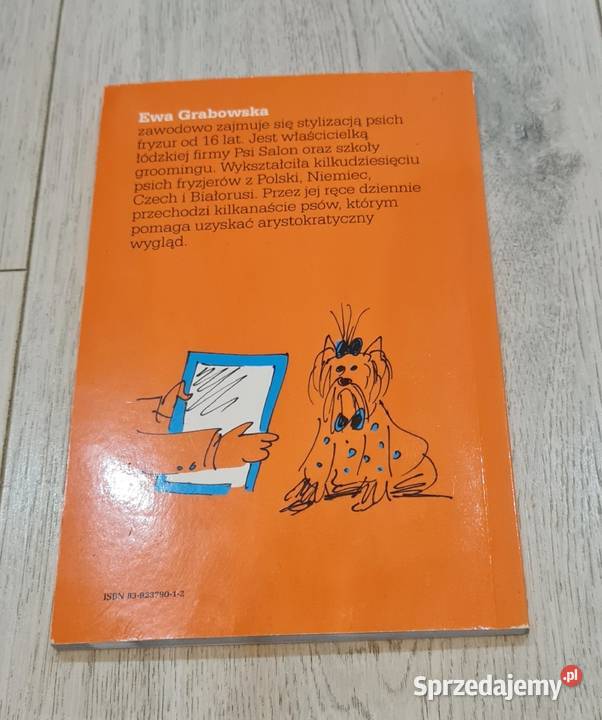 Ewa Grabowska
zawodowo zajmuje się stylizacją psich
fryzur od 16 lat. Jest właścicielką
łódzkiej firmy Psi Salon oraz szkoły
groomingu. Wykształciła kilkudziesięciu
psich fryzjerów z Polski, Niemiec,
Czech i Białorusi. Przez jej ręce dziennie
przechodzi kilkanaście psów, którym
pomaga uzyskać arystokratyczny
wygląd.
ISBN 83-923790-1-2
Sprzedajemy.pl